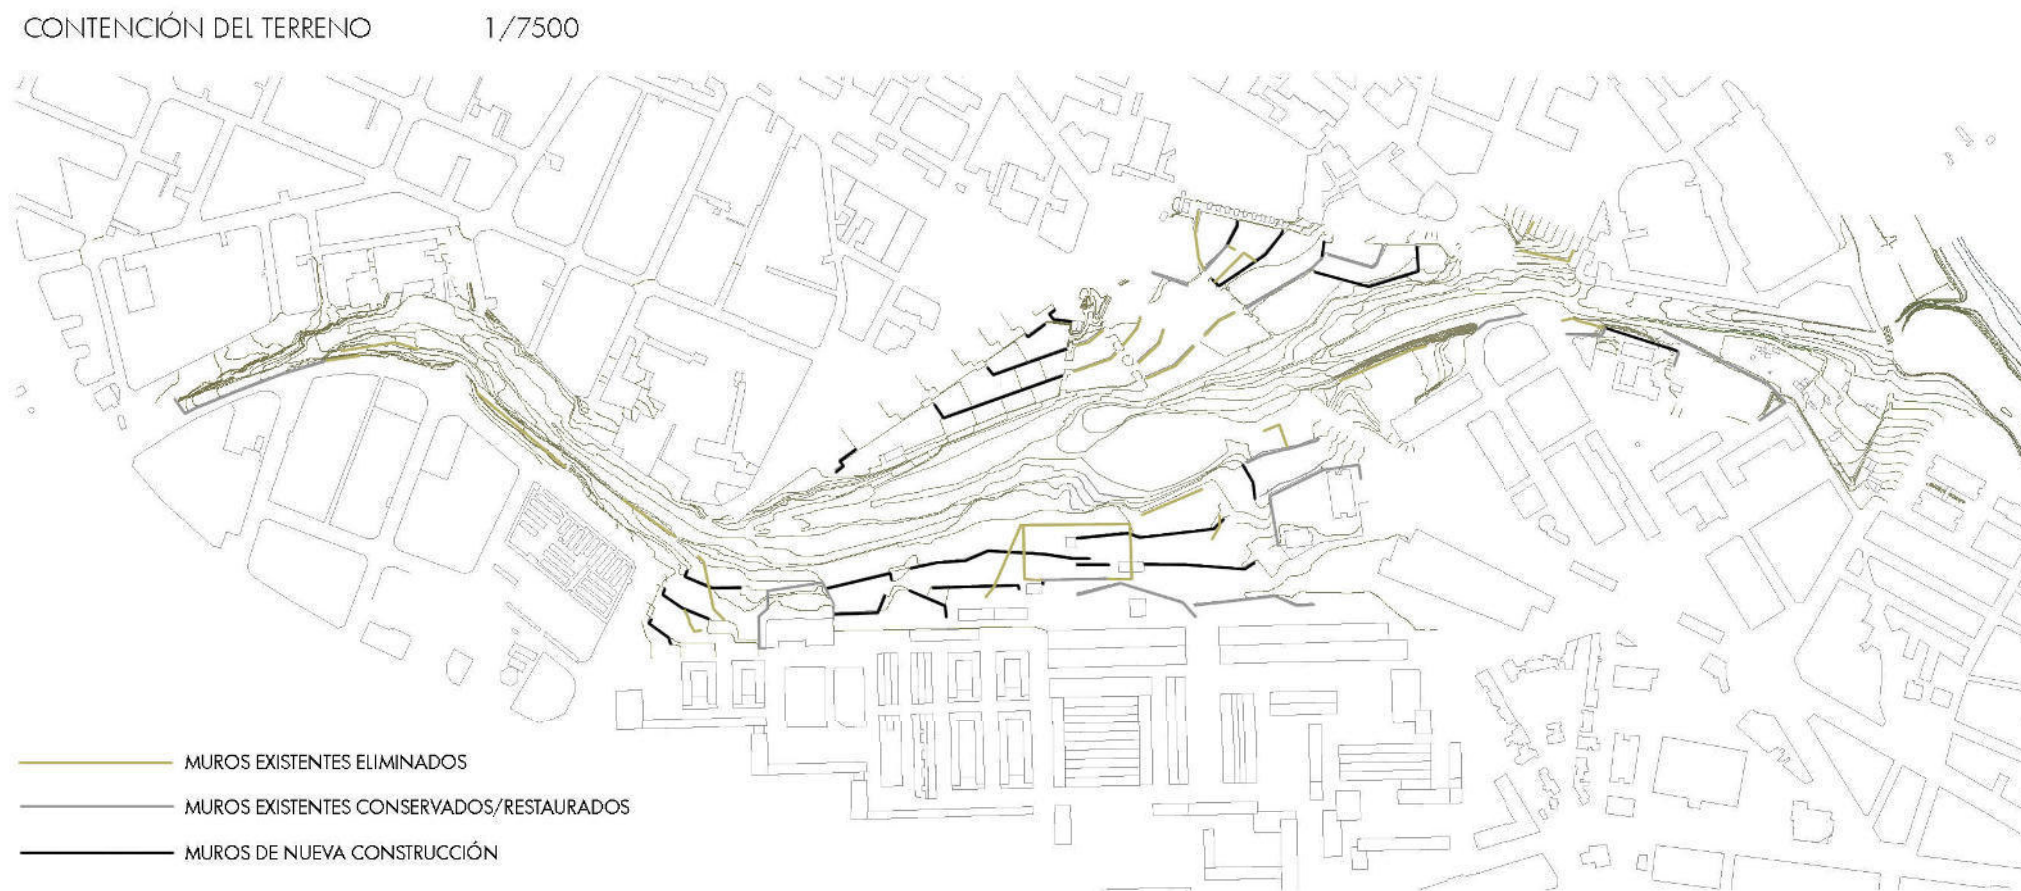 CONTENCIÓN DEL TERRENO 1/7500
MUROS EXISTENTES ELIMINADOS
MUROS EXISTENTES CONSERVADOS/RESTAURADOS
MUROS DE NUEVA CONSTRUCCIÓN